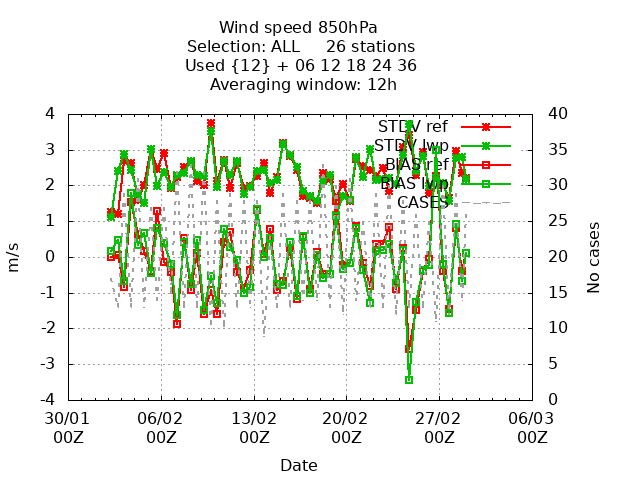 Wind speed 850hPa
Selection: ALL 26 stations
Used {12} + 06 12 18 24 36
Averaging window: 12h
4 40
STDV ref
3 35
STDV lwp
BIAS ref
2 30
BIAS lwp
CASES
1 25
0 20
-1 15
-2 10
-3 5
-4 0
m/s
No cases
30/01 06/02 13/02 20/02 27/02 06/03
00Z 00Z 00Z 00Z 00Z 00Z
Date